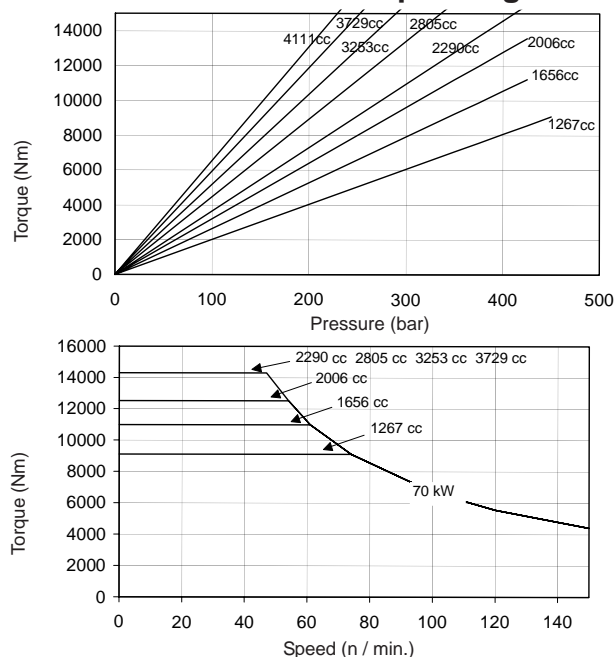 14000
12000
10000
8000
6000
4000
2000
0
Torque (Nm)
4111cc
3729cc
3253cc
2805cc
2290cc
2006cc
1656cc
1267cc
0 100 200 300 400 500
Pressure (bar)
16000
14000
12000
10000
8000
6000
4000
2000
0
Torque (Nm)
2290 cc 2805 cc 3253 cc 3729 cc
2006 cc
1656 cc
1267 cc
70 kW
0 20 40 60 80 100 120 140
Speed (n / min.)